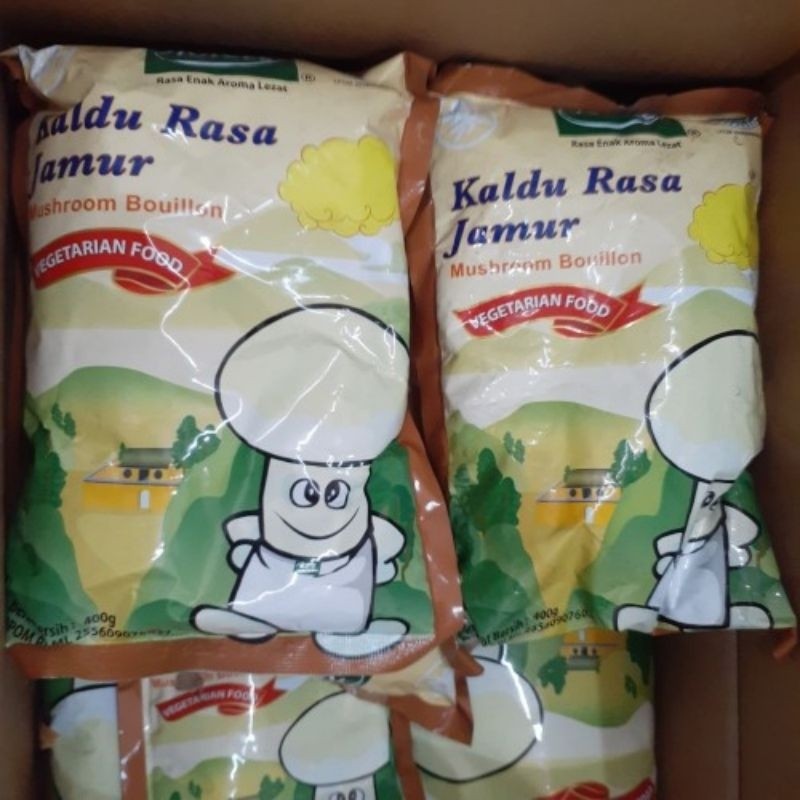 Rasa Enak Aroma Lezat
Kaldu Rasa
Jamur
Mushroom Bouillon
VEGETARIAN FOOD
400g
Rasa Enak Aroma Lezat
Kaldu Rasa
Jamur
Mushroom Bouillon
VEGETARIAN FOOD
Bersih : 400g
VEGETARIAN FOOD